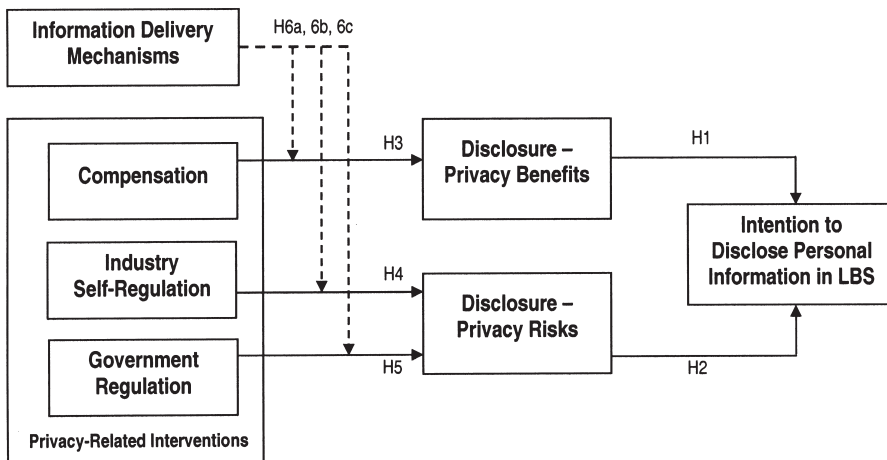 Information Delivery
Mechanisms
H6a, 6b, 6c
Compensation
H3
Disclosure –
Privacy Benefits
H1
Intention to
Disclose Personal
Information in LBS
Industry
Self-Regulation
H4
Disclosure –
Privacy Risks
Government
Regulation
H5
H2
Privacy-Related Interventions